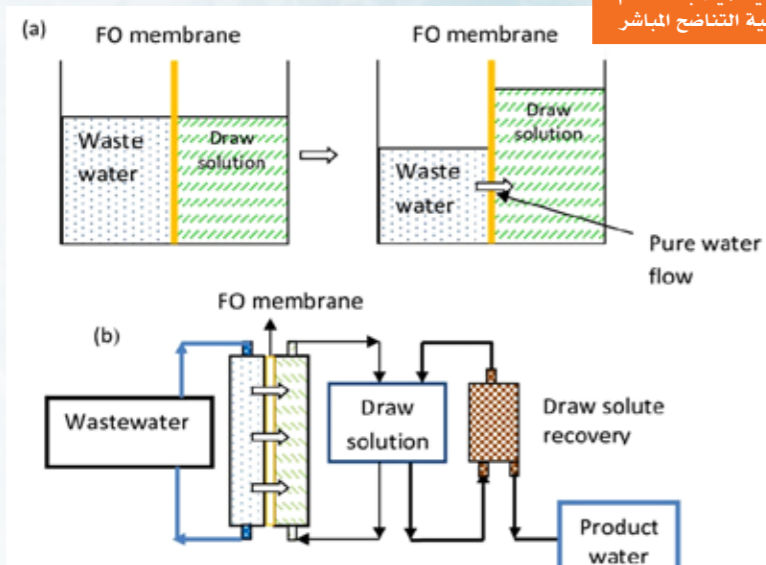 ية التناضح المباشر
(a)
FO membrane
FO membrane
Waste
water
Draw
solution
Waste
water
Draw
solution
Pure water
flow
FO membrane
(b)
Wastewater
Draw
solution
Draw solute
recovery
Product
water